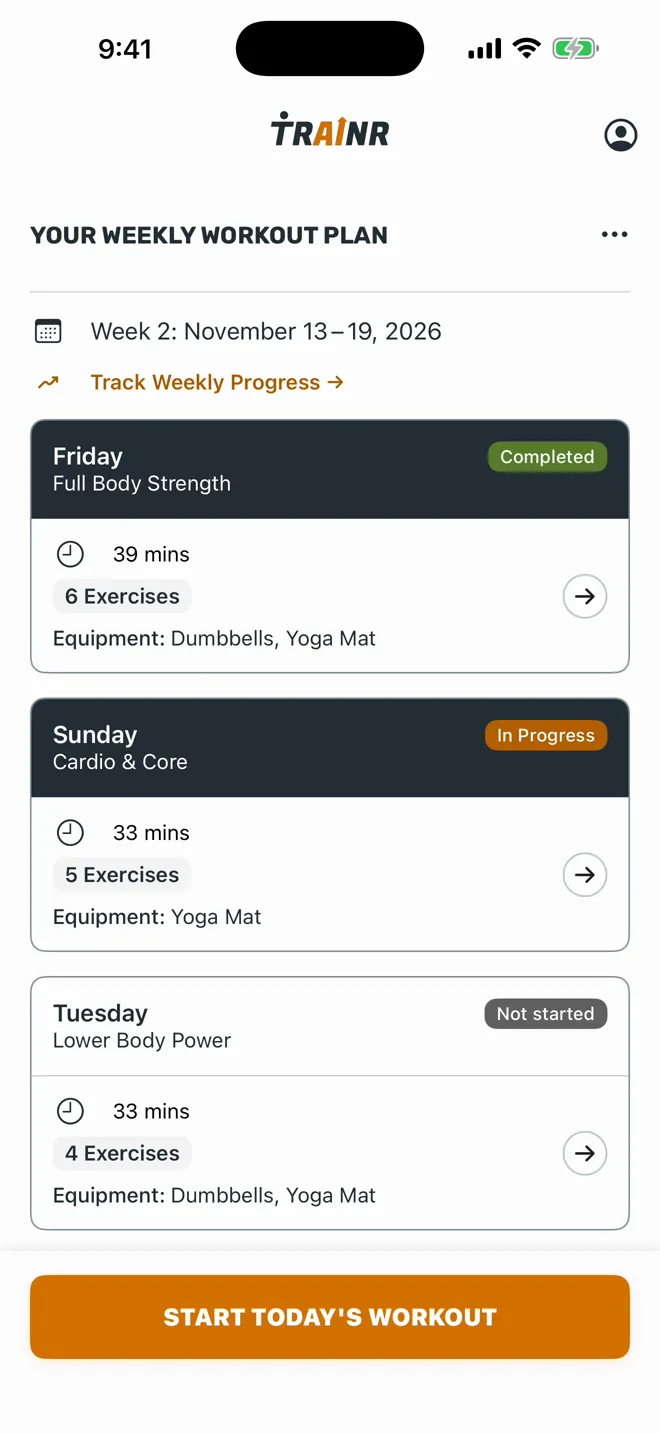 9:41
TRAINR
YOUR WEEKLY WORKOUT PLAN
Week 2: November 13–19, 2026
Track Weekly Progress →
Friday
Completed
Full Body Strength
39 mins
6 Exercises
Equipment: Dumbbells, Yoga Mat
Sunday
In Progress
Cardio & Core
33 mins
5 Exercises
Equipment: Yoga Mat
Tuesday
Not started
Lower Body Power
33 mins
4 Exercises
Equipment: Dumbbells, Yoga Mat
START TODAY'S WORKOUT